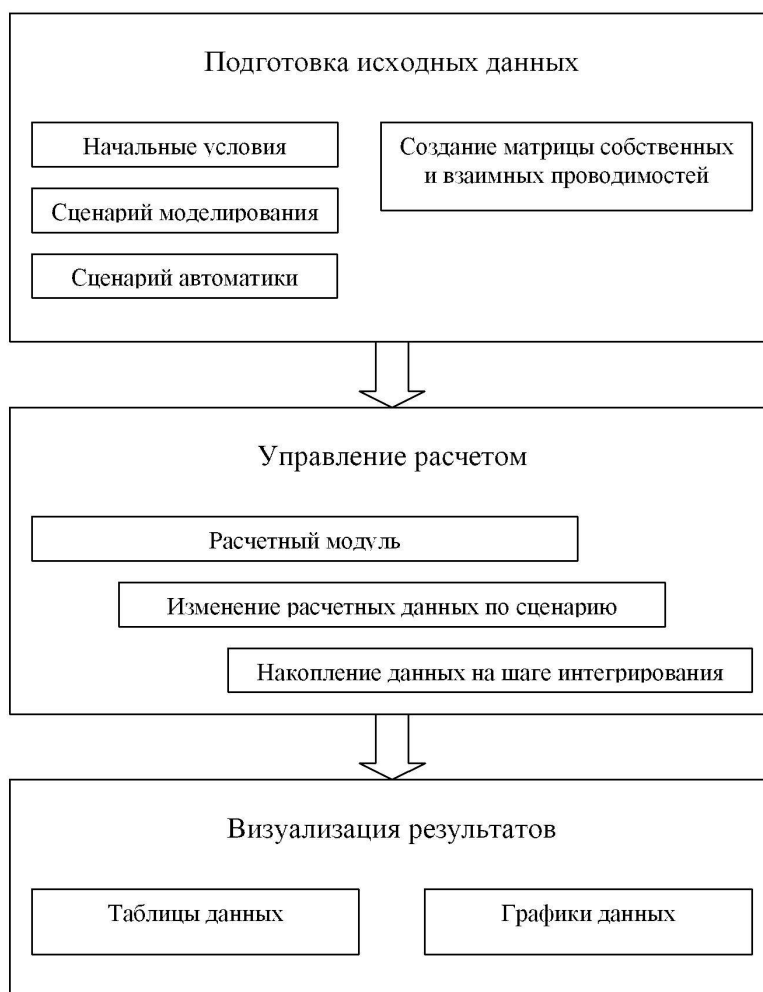 Подготовка исходных данных
Начальные условия
Сценарий моделирования
Сценарий автоматики
Создание матрицы собственных
и взаимных проводимостей
Управление расчетом
Расчетный модуль
Изменение расчетных данных по сценарию
Накопление данных на шаге интегрирования
Визуализация результатов
Таблицы данных
Графики данных